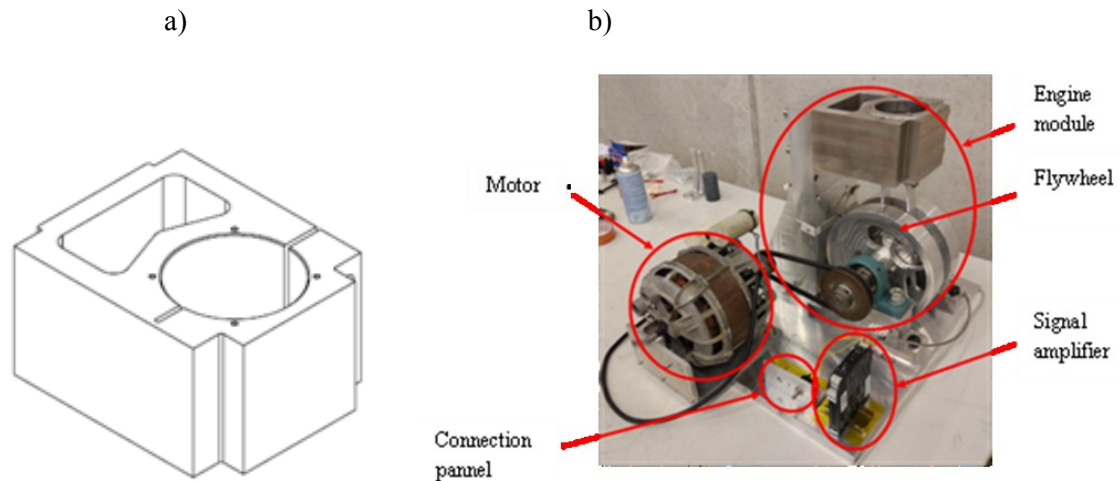 a)
b)
Engine
module
Motor
Flywheel
Signal
amplifier
Connection
pannel